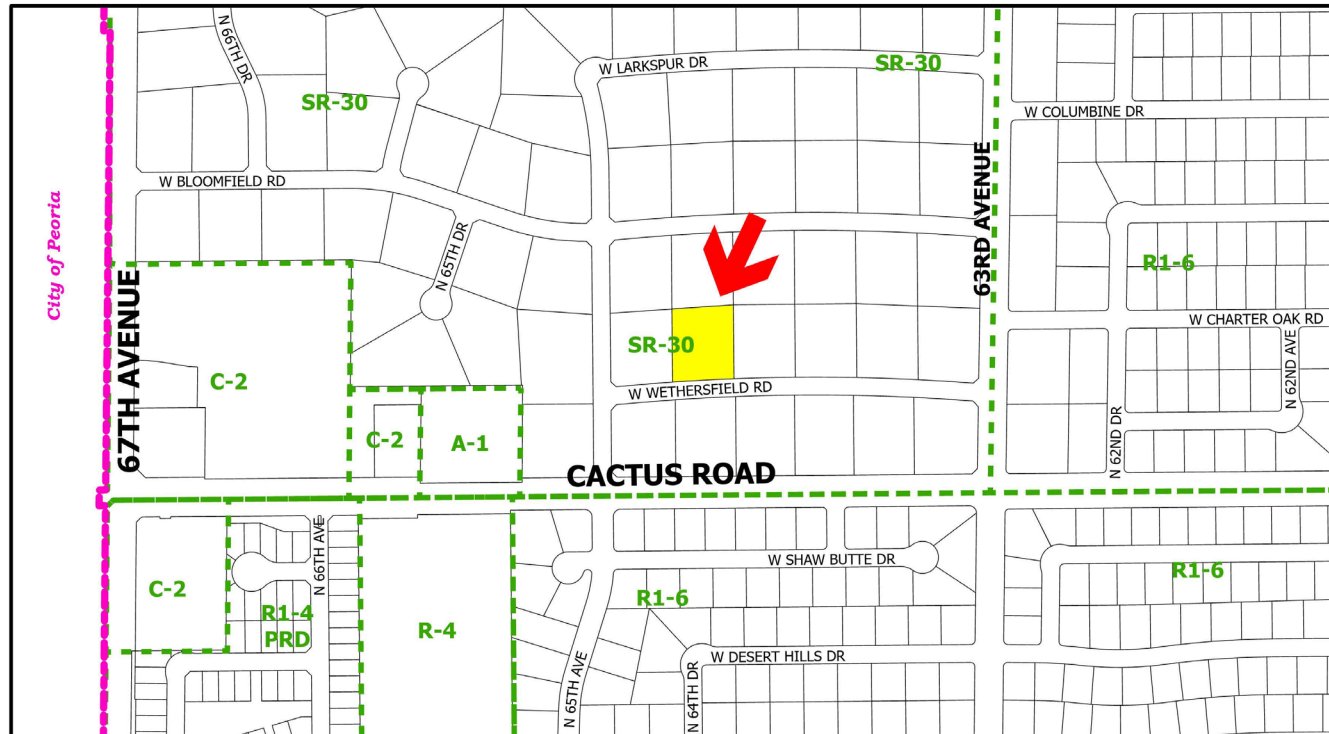 N 66TH DR
W LARKSPUR DR
SR-30
SR-30
W COLUMBINE DR
W BLOOMFIELD RD
City of Peoria
67TH AVENUE
N 65TH DR
63RD AVENUE
R1-6
C-2
SR-30
W CHARTER OAK RD
N 62ND AVE
W WETHERSFIELD RD
N 62ND DR
C-2
A-1
CACTUS ROAD
N 66TH AVE
W SHAW BUTTE DR
C-2
R1-4
PRD
R-4
R1-6
R1-6
W DESERT HILLS DR
N 65TH AVE
N 64TH DR